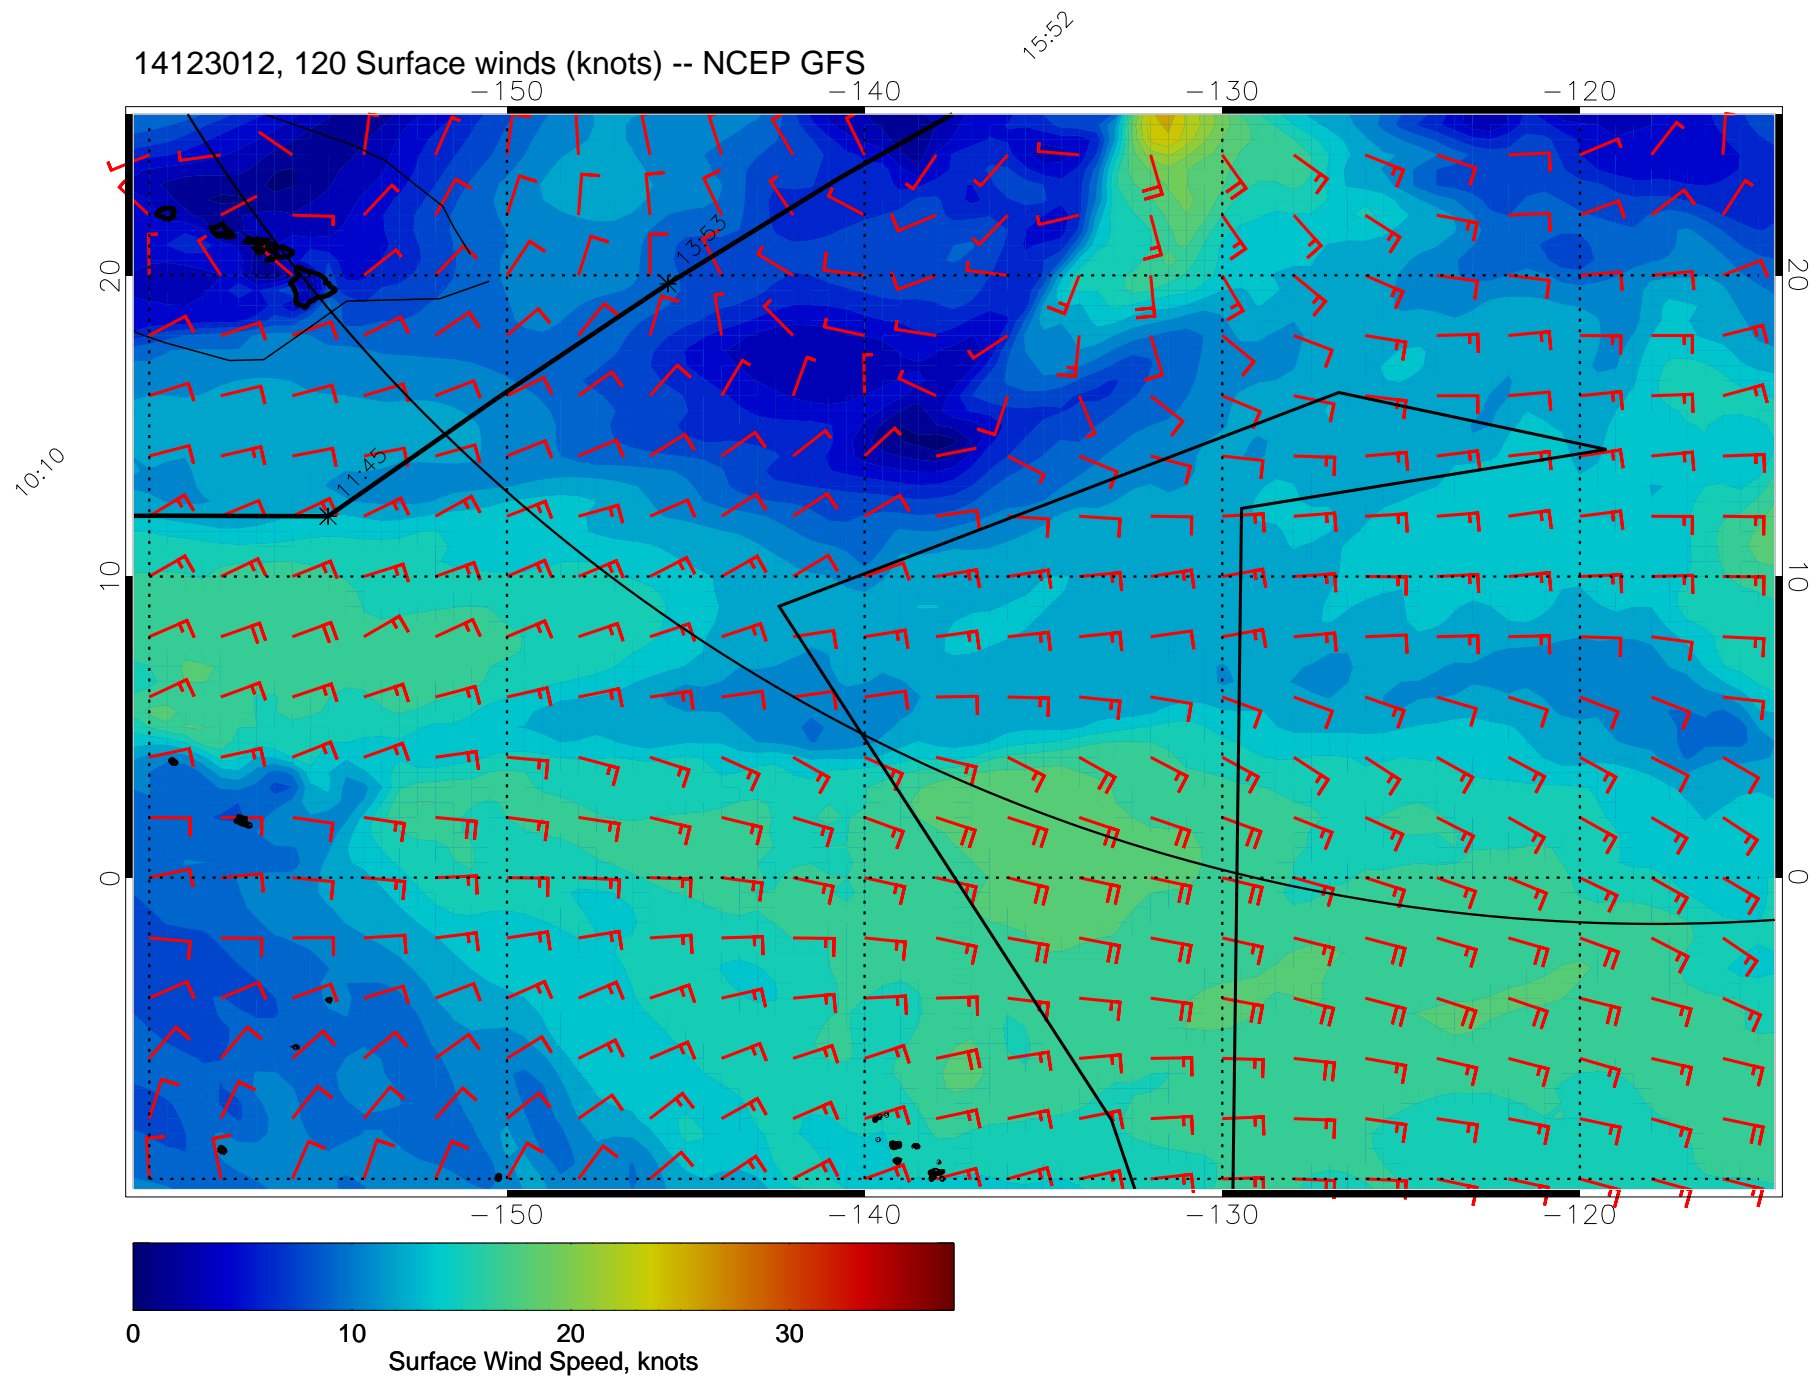 15:52
14123012, 120 Surface winds (knots) -- NCEP GFS
-150 -140 -130 -120
13:53
20 20
11:45
10:10
10 10
0 0
-150 -140 -130 -120
0 10 20 30
Surface Wind Speed, knots